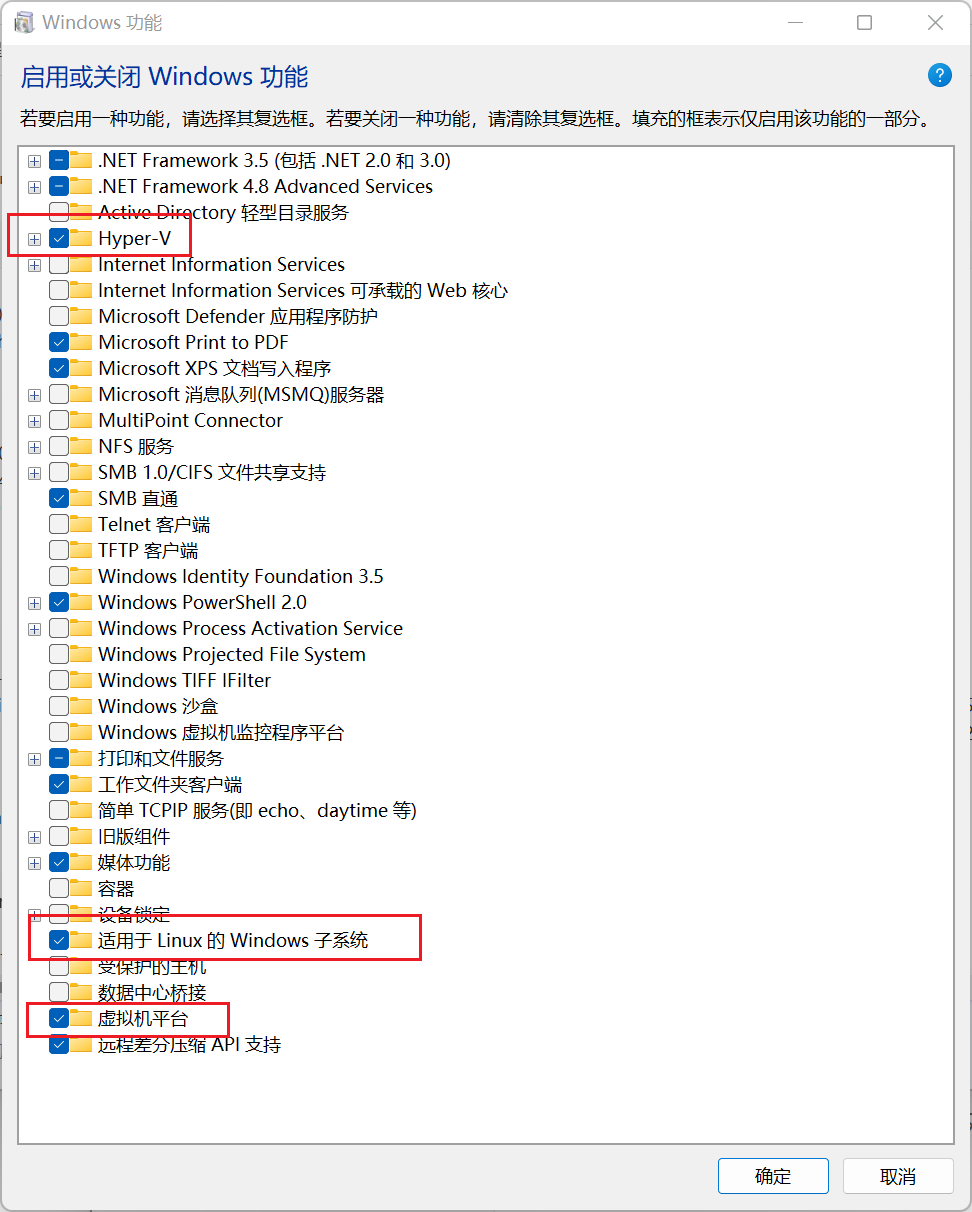 Windows 功能
启用或关闭 Windows 功能
?
若要启用一种功能，请选择其复选框。若要关闭一种功能，请清除其复选框。填充的框表示仅启用该功能的一部分。
.NET Framework 3.5 (包括 .NET 2.0 和 3.0)
.NET Framework 4.8 Advanced Services
Active Directory 轻型目录服务
Hyper-V
Internet Information Services
Internet Information Services 可承载的 Web 核心
Microsoft Defender 应用程序防护
Microsoft Print to PDF
Microsoft XPS 文档写入程序
Microsoft 消息队列(MSMQ)服务器
MultiPoint Connector
NFS 服务
SMB 1.0/CIFS 文件共享支持
SMB 直通
Telnet 客户端
TFTP 客户端
Windows Identity Foundation 3.5
Windows PowerShell 2.0
Windows Process Activation Service
Windows Projected File System
Windows TIFF IFilter
Windows 沙盒
Windows 虚拟机监控程序平台
打印和文件服务
工作文件夹客户端
简单 TCPIP 服务(即 echo、daytime 等)
旧版组件
媒体功能
容器
设备锁定
适用于 Linux 的 Windows 子系统
受保护的主机
数据中心桥接
虚拟机平台
远程差分压缩 API 支持
确定
取消